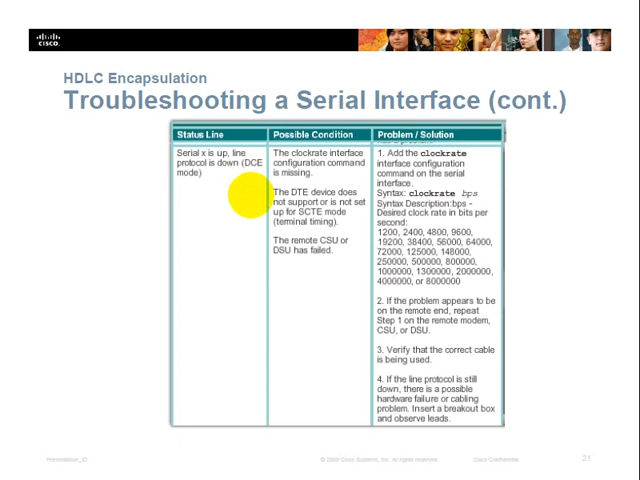 CISCO
HDLC Encapsulation
Troubleshooting a Serial Interface (cont.)
Status Line
Possible Condition
Problem / Solution
Serial x is up, line
protocol is down (DCE
mode)
The clockrate interface
configuration command
is missing.
The DTE device does
not support or is not set
up for SCTE mode
(terminal timing).
The remote CSU or
DSU has failed.
1. Add the clockrate
interface configuration
command on the serial
interface.
Syntax: clockrate bps
Syntax Description:bps -
Desired clock rate in bits per
second:
1200, 2400, 4800, 9600,
19200, 38400, 56000, 64000,
72000, 125000, 148000,
250000, 500000, 800000,
1000000, 1300000, 2000000,
4000000, or 8000000
2. If the problem appears to be
on the remote end, repeat
Step 1 on the remote modem,
CSU, or DSU.
3. Verify that the correct cable
is being used.
4. If the line protocol is still
down, there is a possible
hardware failure or cabling
problem. Insert a breakout box
and observe leads.
Presentation_ID
Cisco Systems, Inc. All rights reserved.
Cisco Confidential
21